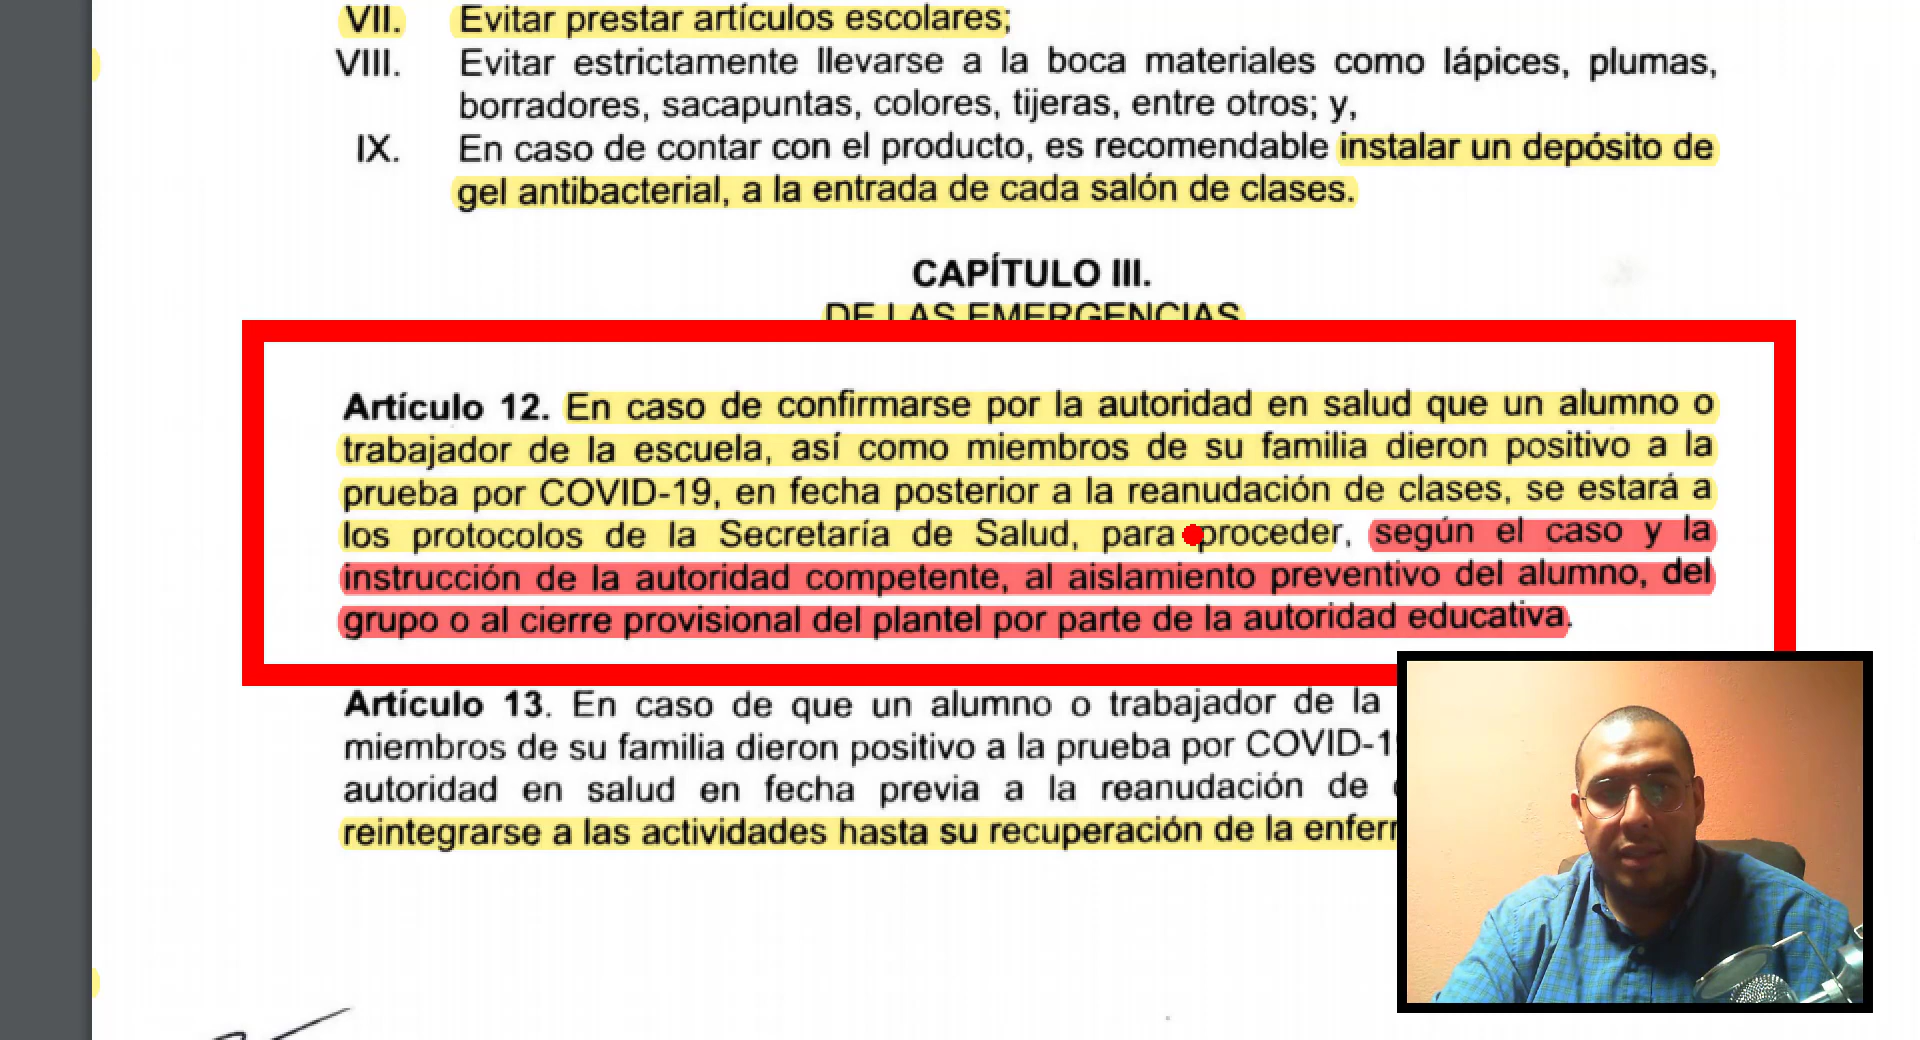 VII. Evitar prestar artículos escolares;
VIII. Evitar estrictamente llevarse a la boca materiales como lápices, plumas,
borradores, sacapuntas, colores, tijeras, entre otros; y,
IX. En caso de contar con el producto, es recomendable instalar un depósito de
gel antibacterial, a la entrada de cada salón de clases.
CAPÍTULO III.
DE LAS EMERGENCIAS
Artículo 12. En caso de confirmarse por la autoridad en salud que un alumno o
trabajador de la escuela, así como miembros de su familia dieron positivo a la
prueba por COVID-19, en fecha posterior a la reanudación de clases, se estará a
los protocolos de la Secretaría de Salud, para proceder, según el caso y la
instrucción de la autoridad competente, al aislamiento preventivo del alumno, del
grupo o al cierre provisional del plantel por parte de la autoridad educativa.
Artículo 13. En caso de que un alumno o trabajador de la
miembros de su familia dieron positivo a la prueba por COVID-19
autoridad en salud en fecha previa a la reanudación de
reintegrarse a las actividades hasta su recuperación de la